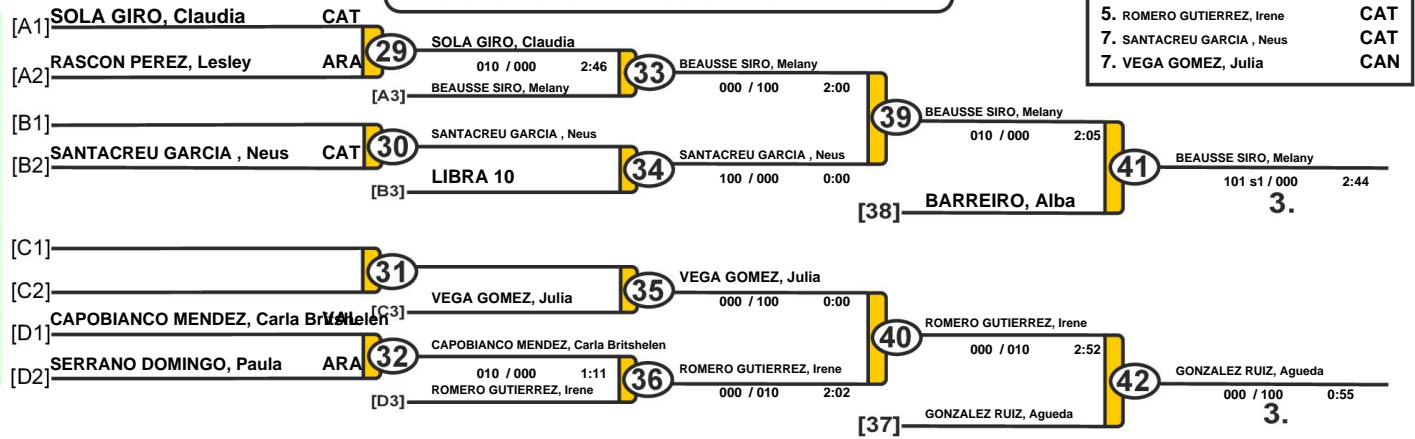 5. ROMERO GUTIERREZ, Irene CAT
7. SANTACREU GARCIA , Neus CAT
7. VEGA GOMEZ, Julia CAN
[A1] SOLA GIRO, Claudia CAT
[A2] RASCON PEREZ, Lesley ARA
29
SOLA GIRO, Claudia
010 / 000 2:46
[A3] BEAUSSE SIRO, Melany
33
BEAUSSE SIRO, Melany
000 / 100 2:00
[B1]
[B2] SANTACREU GARCIA , Neus CAT
30
SANTACREU GARCIA , Neus
[B3] LIBRA 10
34
SANTACREU GARCIA , Neus
100 / 000 0:00
39
BEAUSSE SIRO, Melany
010 / 000 2:05
[38] BARREIRO, Alba
41
BEAUSSE SIRO, Melany
101 s1 / 000 2:44
3.
[C1]
[C2]
31
[C3] VEGA GOMEZ, Julia
35
VEGA GOMEZ, Julia
000 / 100 0:00
[D1] CAPOBIANCO MENDEZ, Carla Britshelen VAL
[D2] SERRANO DOMINGO, Paula ARA
32
CAPOBIANCO MENDEZ, Carla Britshelen
010 / 000 1:11
[D3] ROMERO GUTIERREZ, Irene
36
ROMERO GUTIERREZ, Irene
000 / 010 2:02
40
ROMERO GUTIERREZ, Irene
000 / 010 2:52
[37] GONZALEZ RUIZ, Agueda
42
GONZALEZ RUIZ, Agueda
000 / 100 0:55
3.